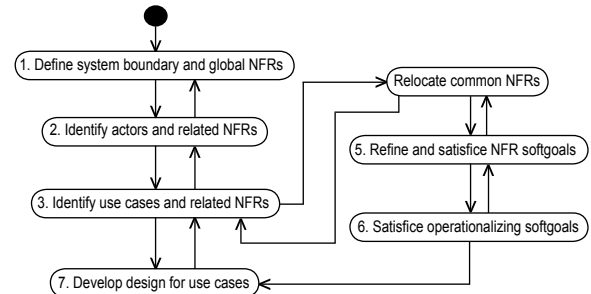 1. Define system boundary and global NFRs
Relocate common NFRs
2. Identify actors and related NFRs
5. Refine and satisfice NFR softgoals
3. Identify use cases and related NFRs
6. Satisfice operationalizing softgoals
7. Develop design for use cases